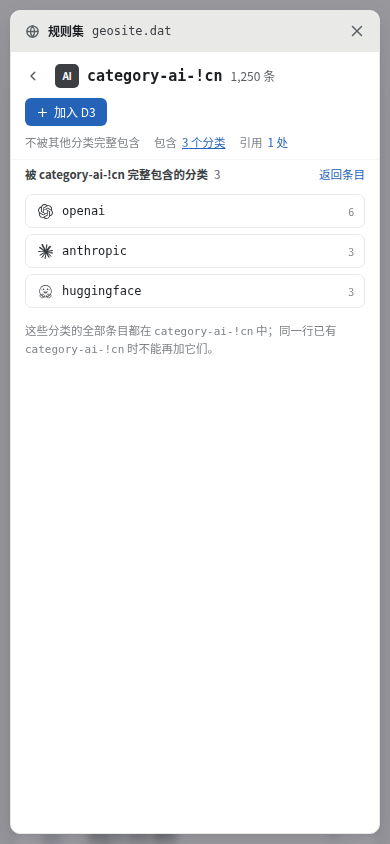 规则集 geosite.dat
AI category-ai-!cn 1,250 条
+ 加入 D3
不被其他分类完整包含 包含 3 个分类 引用 1 处
被 category-ai-!cn 完整包含的分类 3 返回条目
openai 6
anthropic 3
huggingface 3
这些分类的全部条目都在 category-ai-!cn 中；同一行已有
category-ai-!cn 时不能再加它们。